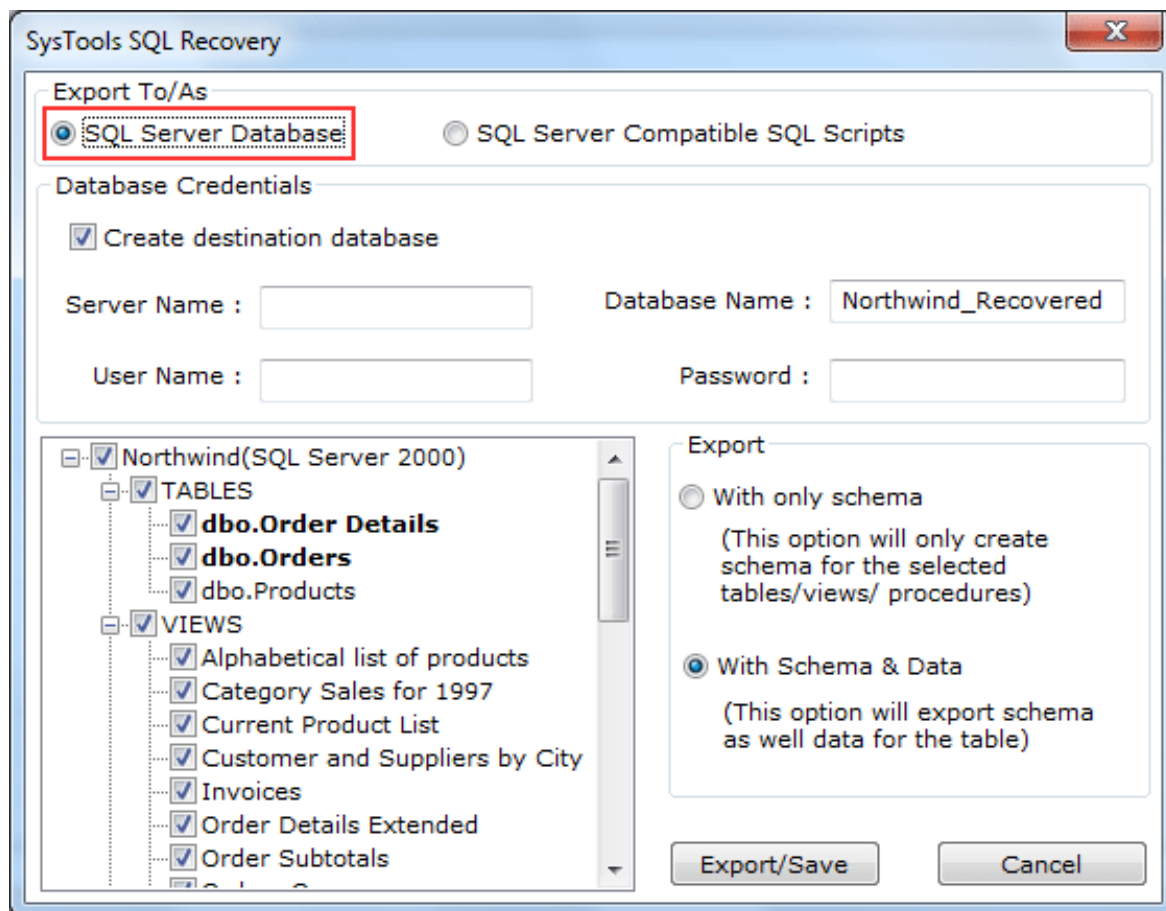 SysTools SQL Recovery
Export To/As
SQL Server Database
SQL Server Compatible SQL Scripts
Database Credentials
Create destination database
Server Name :
Database Name : Northwind_Recovered
User Name :
Password :
Northwind(SQL Server 2000)
TABLES
dbo.Order Details
dbo.Orders
dbo.Products
VIEWS
Alphabetical list of products
Category Sales for 1997
Current Product List
Customer and Suppliers by City
Invoices
Order Details Extended
Order Subtotals
Export
With only schema
(This option will only create
schema for the selected
tables/views/ procedures)
With Schema & Data
(This option will export schema
as well data for the table)
Export/Save
Cancel